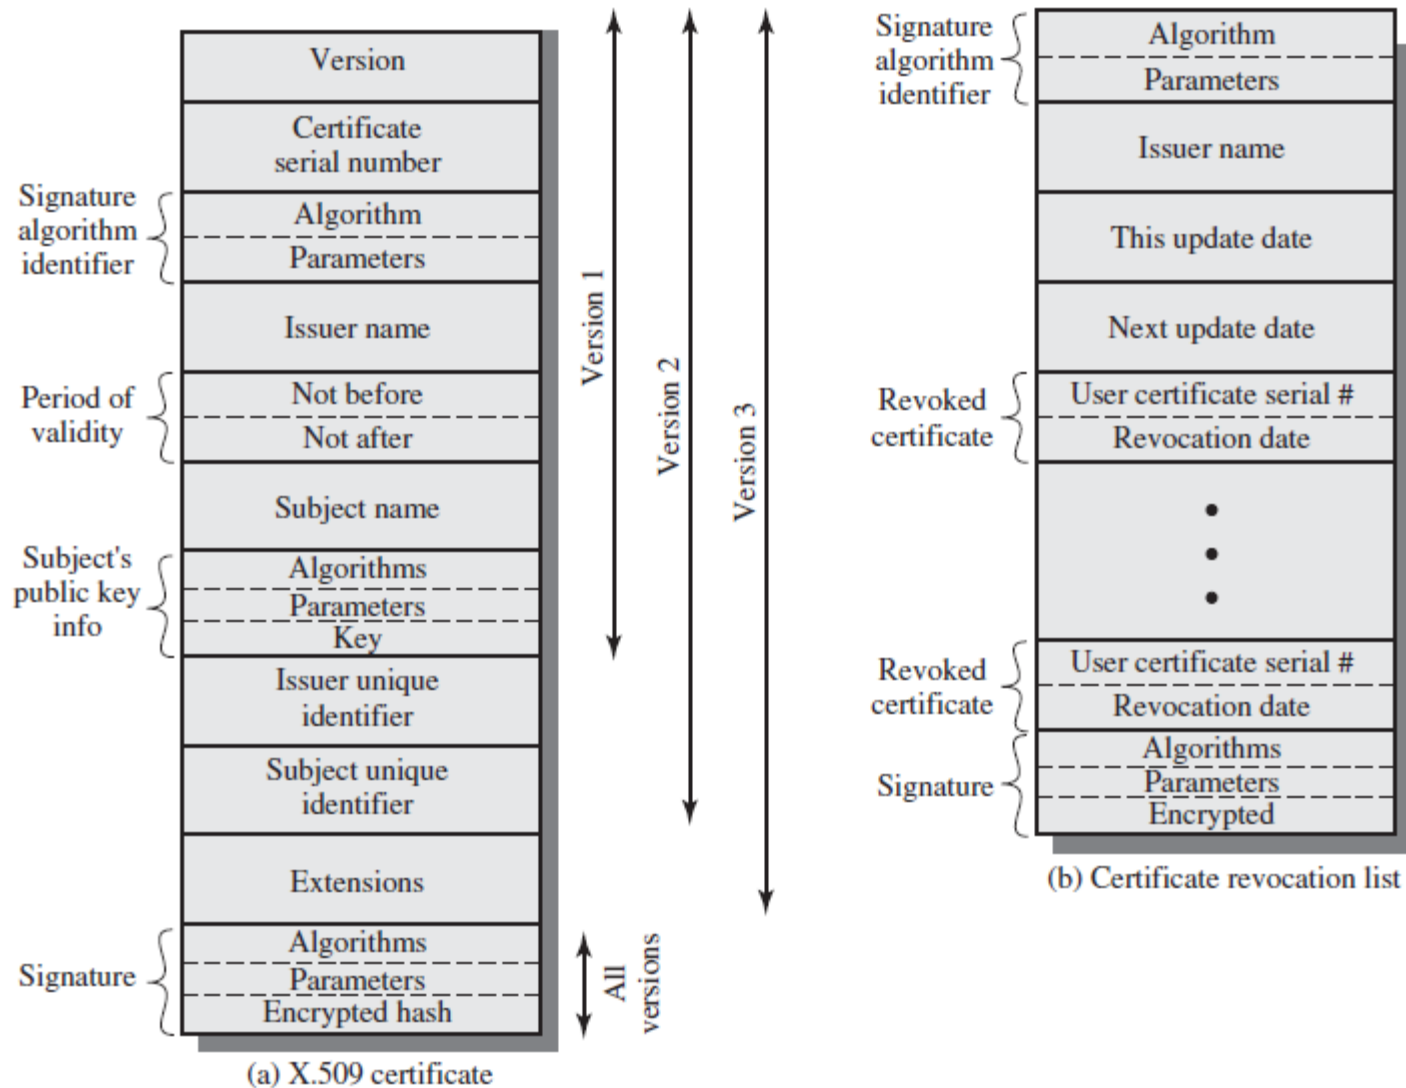 Version
Certificate
serial number
Signature
algorithm
identifier
Algorithm
Parameters
Issuer name
Period of
validity
Not before
Not after
Subject name
Subject's
public key
info
Algorithms
Parameters
Key
Issuer unique
identifier
Subject unique
identifier
Extensions
Signature
Algorithms
Parameters
Encrypted hash
Version 1
Version 2
Version 3
All
versions
(a) X.509 certificate
Signature
algorithm
identifier
Algorithm
Parameters
Issuer name
This update date
Next update date
Revoked
certificate
User certificate serial #
Revocation date
Revoked
certificate
User certificate serial #
Revocation date
Signature
Algorithms
Parameters
Encrypted
(b) Certificate revocation list